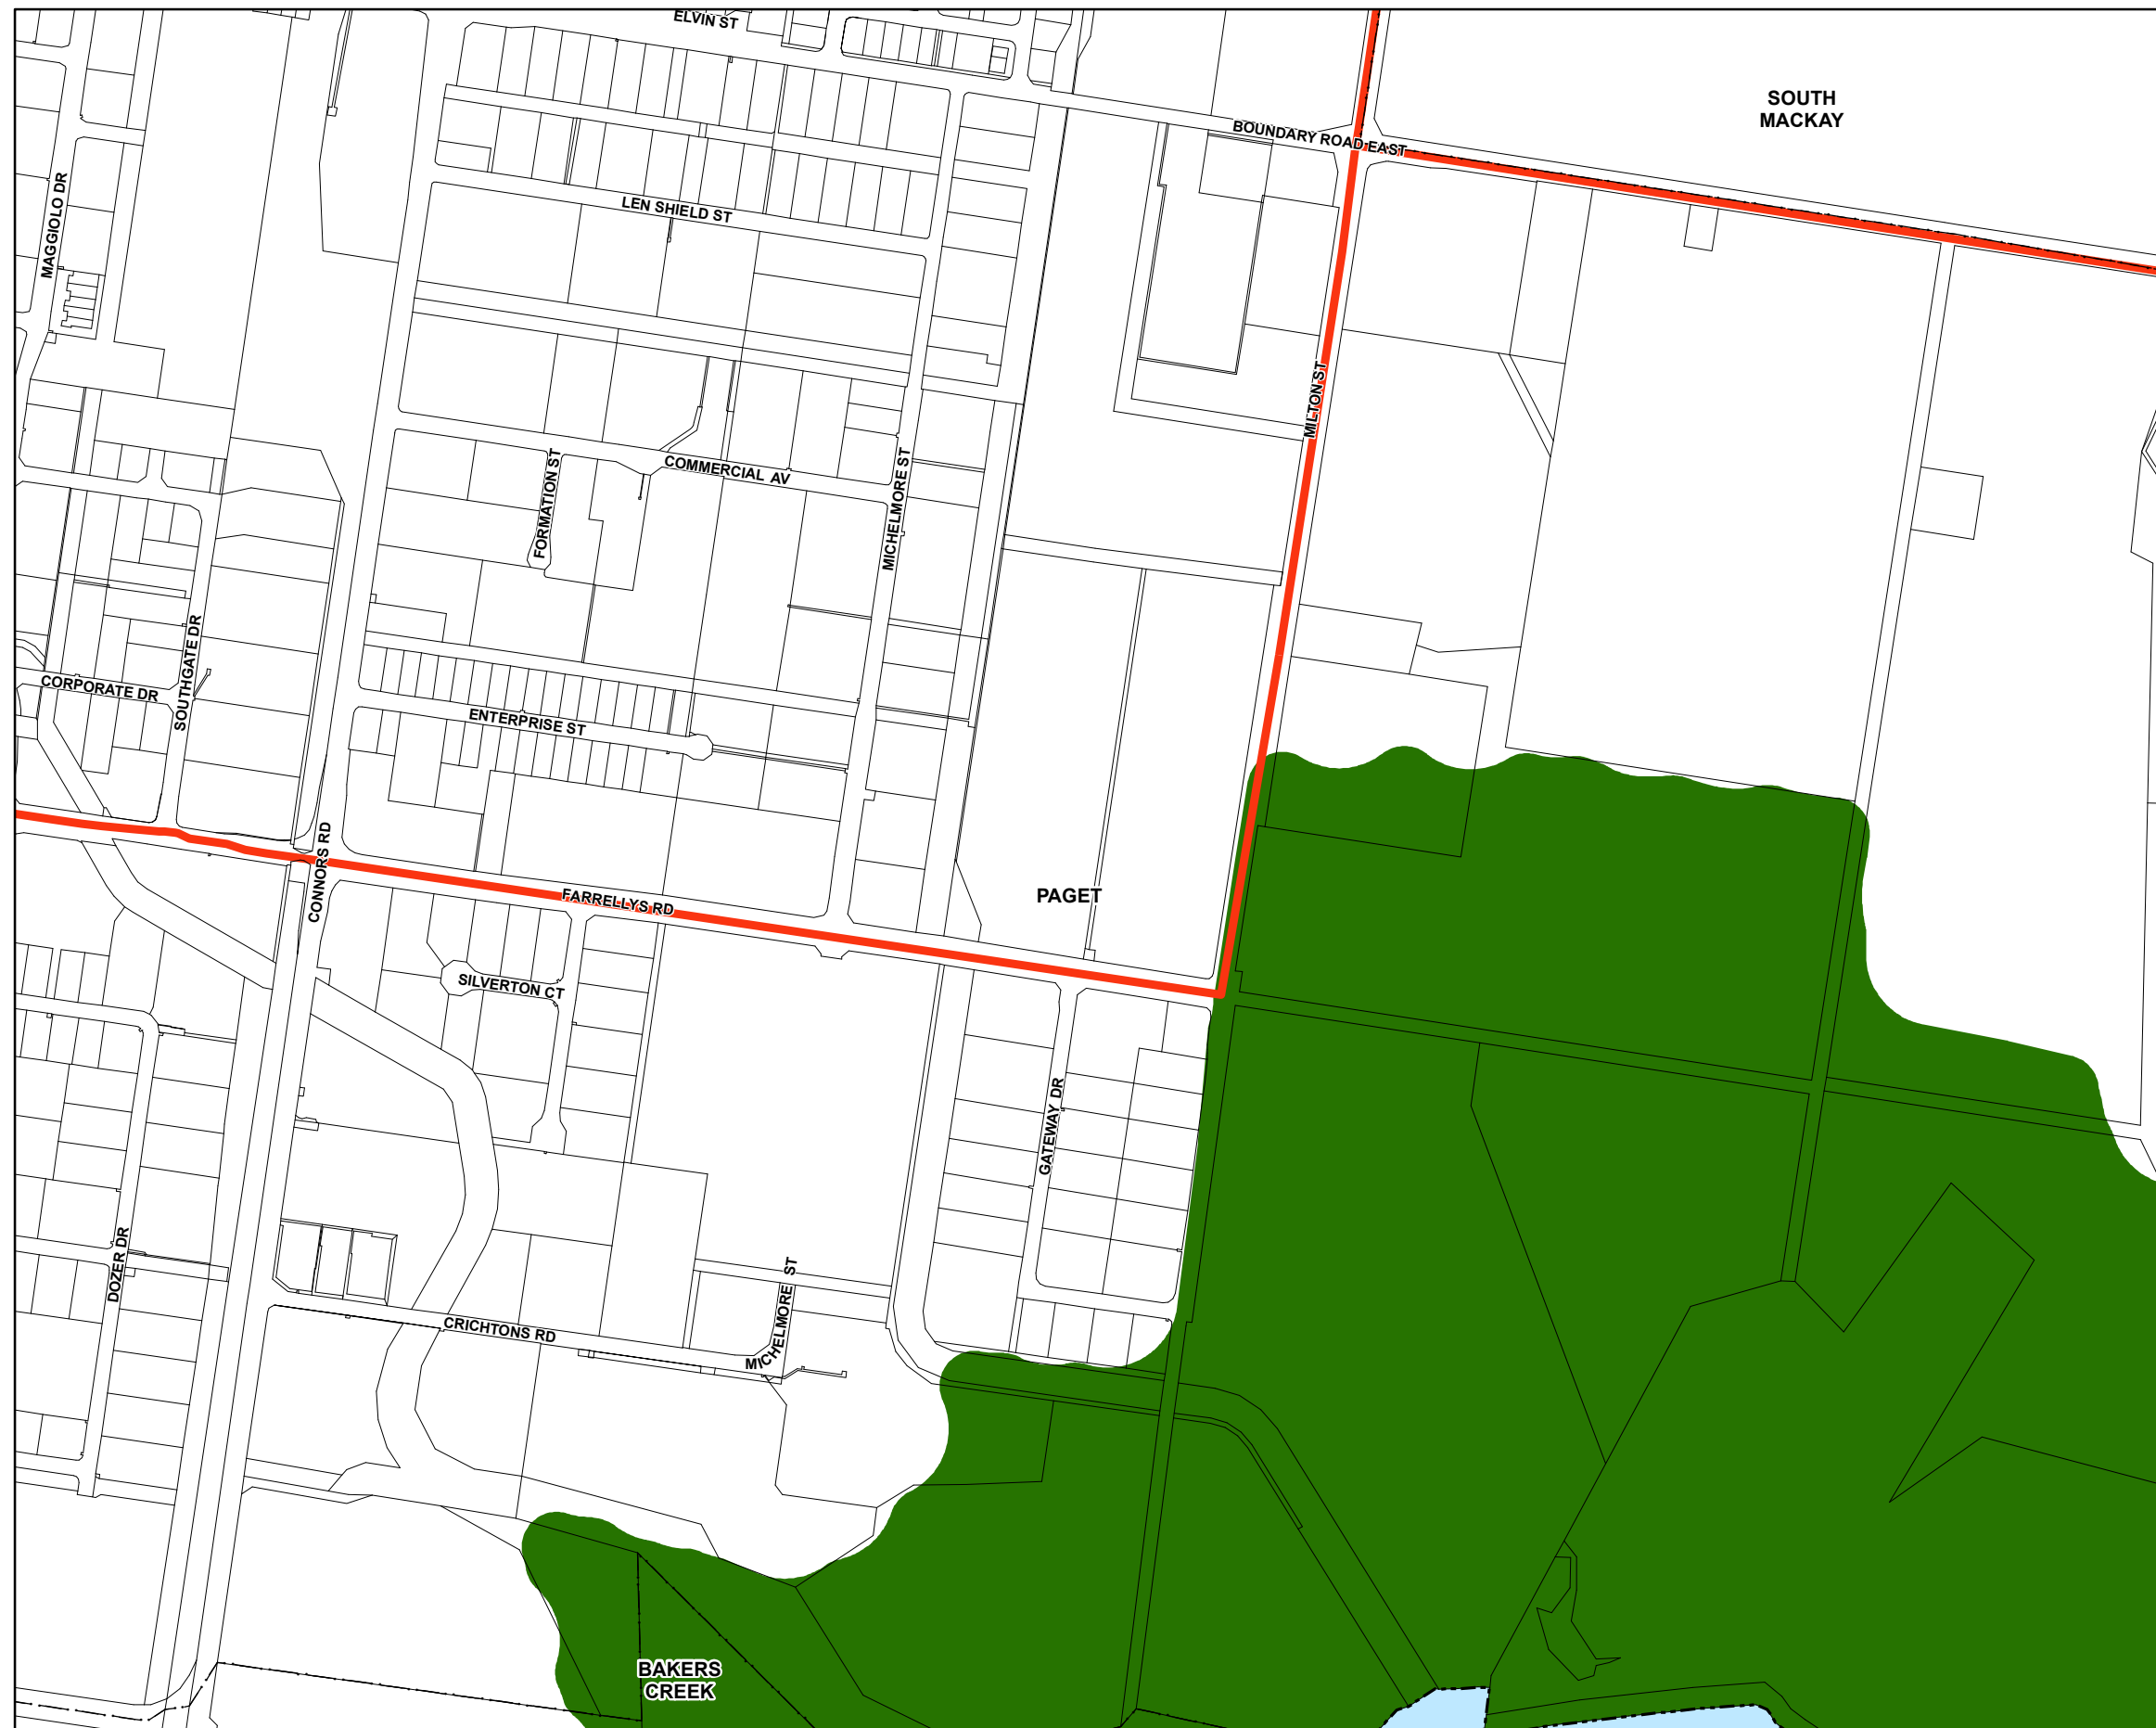 ELVIN ST
SOUTH
MACKAY
BOUNDARY ROAD EAST
MAGGIOLO DR
LEN SHIELD ST
MILTON ST
COMMERCIAL AV
FORMATION ST
MICHELMORE ST
SOUTHGATE DR
CORPORATE DR
ENTERPRISE ST
CONNORS RD
FARRELLYS RD
PAGET
SILVERTON CT
GATEWAY DR
DOZER DR
MICHELMORE ST
CRICHTONS RD
BAKERS
CREEK